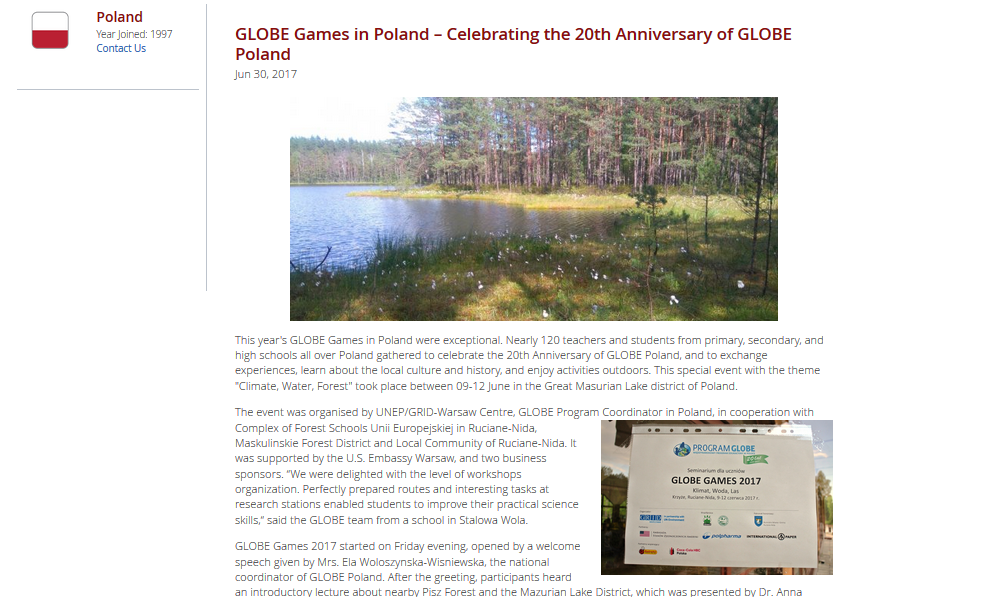 Poland
Year Joined: 1997
Contact Us
GLOBE Games in Poland – Celebrating the 20th Anniversary of GLOBE
Poland
Jun 30, 2017
This year's GLOBE Games in Poland were exceptional. Nearly 120 teachers and students from primary, secondary, and
high schools all over Poland gathered to celebrate the 20th Anniversary of GLOBE Poland, and to exchange
experiences, learn about the local culture and history, and enjoy activities outdoors. This special event with the theme
"Climate, Water, Forest" took place between 09-12 June in the Great Masurian Lake district of Poland.
The event was organised by UNEP/GRID-Warsaw Centre, GLOBE Program Coordinator in Poland, in cooperation with
Complex of Forest Schools Unii Europejskiej in Ruciane-Nida,
Maskulinskie Forest District and Local Community of Ruciane-Nida. It
was supported by the U.S. Embassy Warsaw, and two business
sponsors. “We were delighted with the level of workshops
organization. Perfectly prepared routes and interesting tasks at
research stations enabled students to improve their practical science
skills,” said the GLOBE team from a school in Stalowa Wola.
PROGRAM GLOBE
Seminarium dla uczniów
GLOBE GAMES 2017
Klimat, Woda, Las
Krzyże, Ruciane-Nida, 9-12 czerwca 2017 r.
polpharma
INTERNATIONAL PAPER
GLOBE Games 2017 started on Friday evening, opened by a welcome
speech given by Mrs. Ela Woloszynska-Wisniewska, the national
coordinator of GLOBE Poland. After the greeting, participants heard
an introductory lecture about nearby Pisz Forest and the Mazurian Lake District, which was presented by Dr. Anna